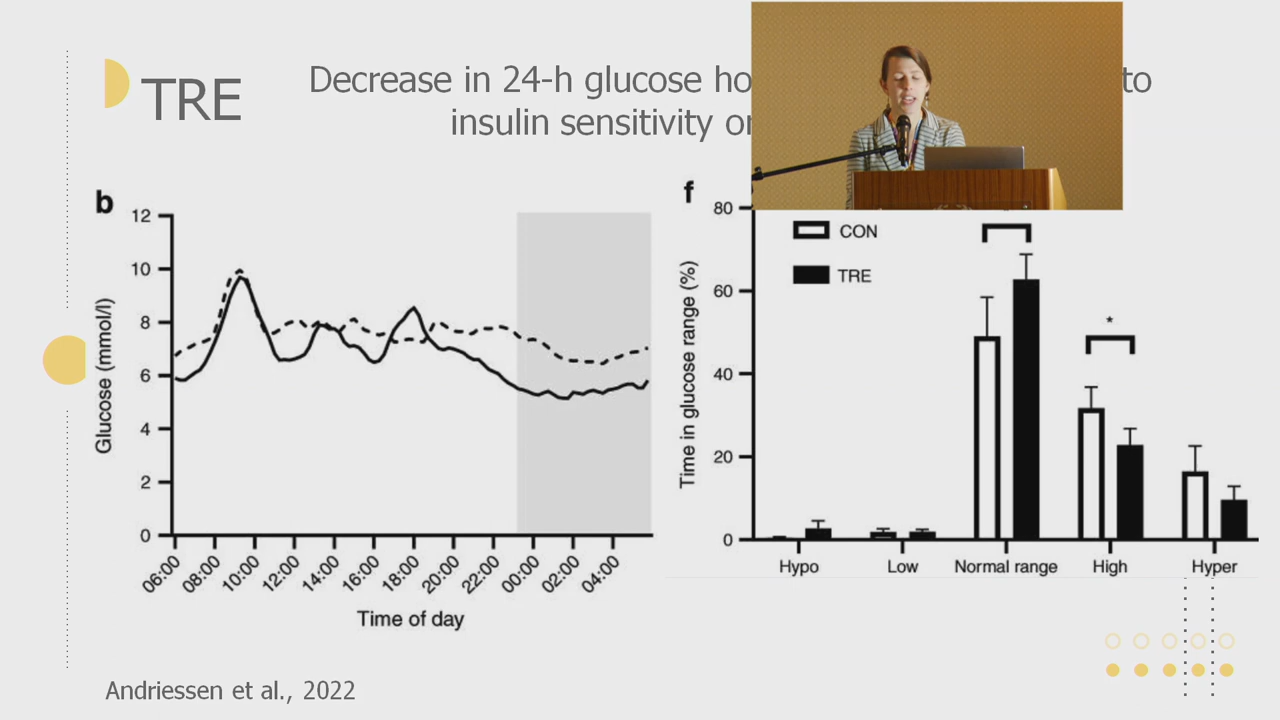 TRE
Decrease in 24-h glucose to
insulin sensitivity
b
12
10
8
6
4
2
0
Glucose (mmol/l)
06:00 08:00 10:00 12:00 14:00 16:00 18:00 20:00 22:00 00:00 02:00 04:00
Time of day
f
80
60
40
20
0
Time in glucose range (%)
CON
TRE
*
Hypo Low Normal range High Hyper
Andriessen et al., 2022